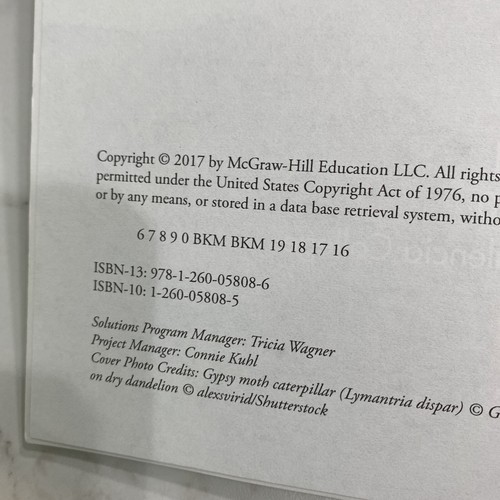 Copyright © 2017 by McGraw-Hill Education LLC. All rights
permitted under the United States Copyright Act of 1976, no
or by any means, or stored in a data base retrieval system,
6 7 8 9 0 BKM BKM 19 18 17 16
ISBN-13: 978-1-260-05808-6
ISBN-10: 1-260-05808-5
Solutions Program Manager: Tricia Wagner
Project Manager: Connie Kuhl
Cover Photo Credits: Gypsy moth caterpillar (Lymantria dispar) ©
on dry dandelion © alexsvirid/Shutterstock